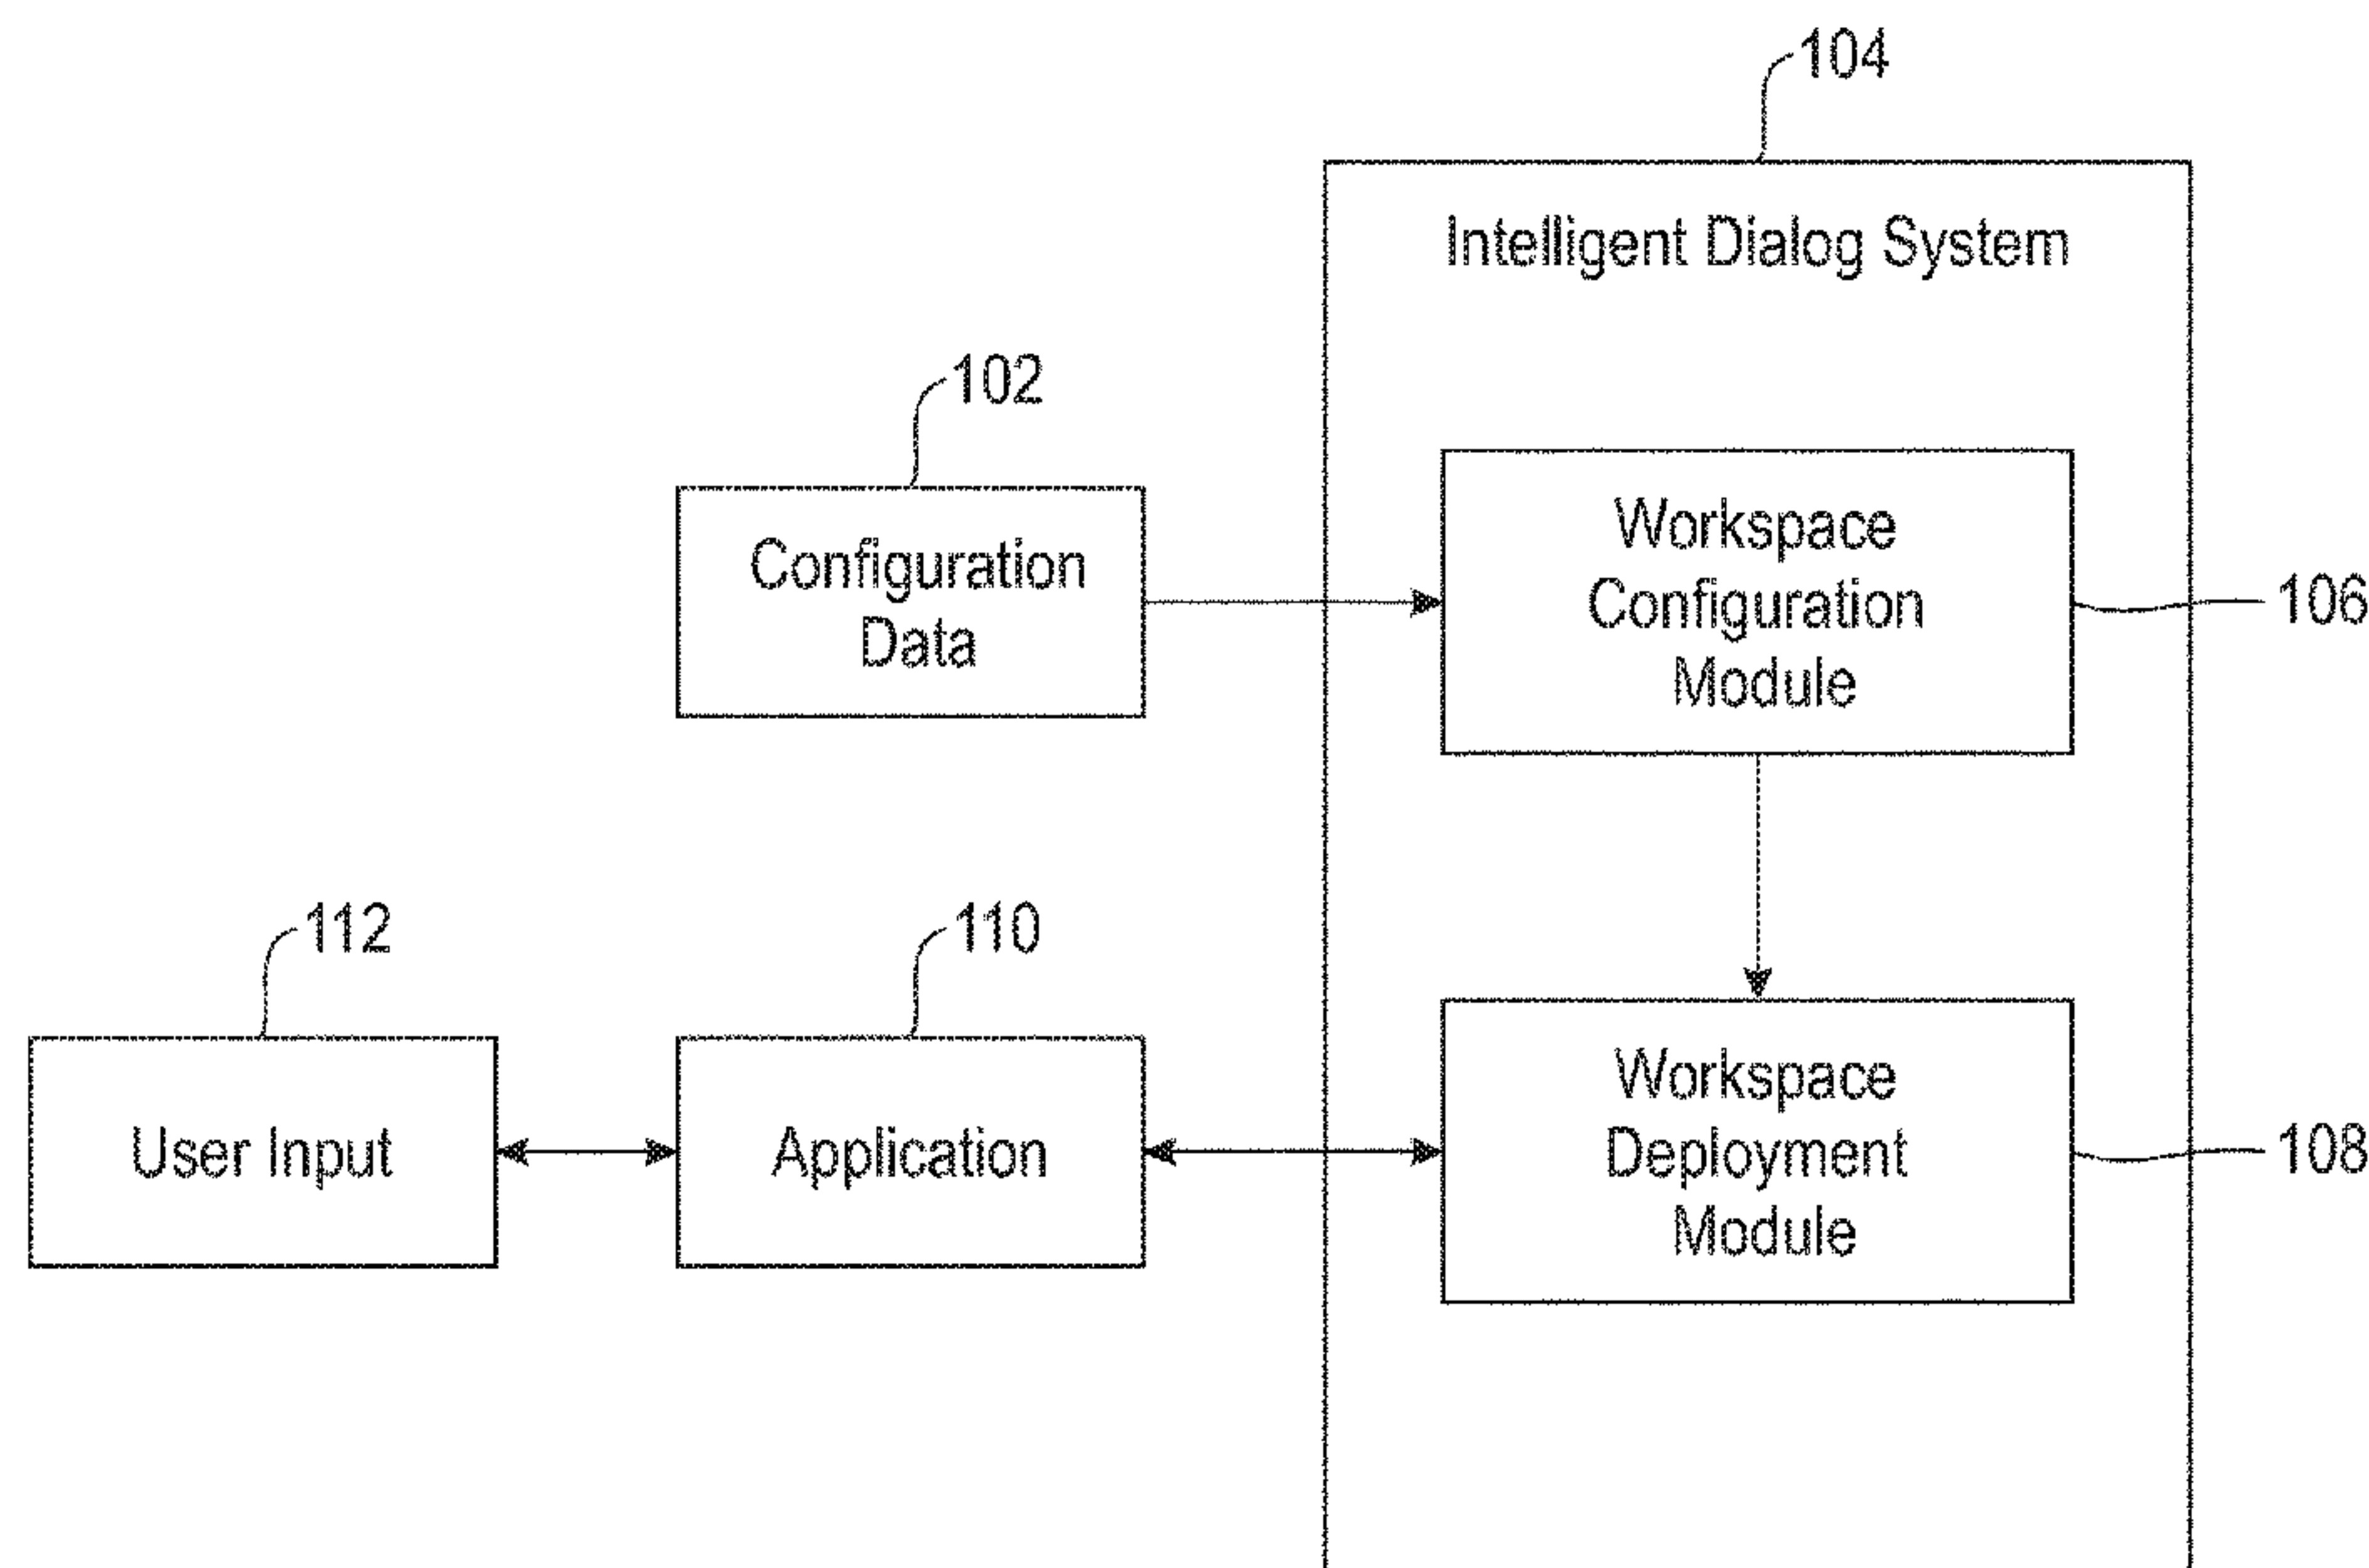 104
Intelligent Dialog System
102
Configuration
Data
Workspace
Configuration
Module
106
112
110
User Input
Application
Workspace
Deployment
Module
108